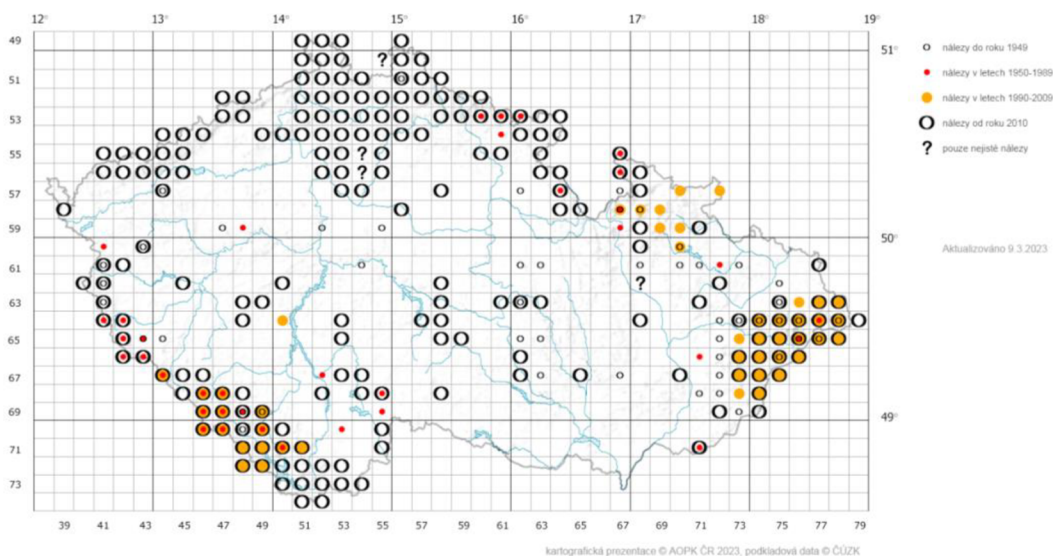 12° 13° 14° 15° 16° 17° 18° 19°
49
51°
? nálezy do roku 1949
51
nálezy v letech 1950-1989
nálezy v letech 1990-2009
53
nálezy od roku 2010
55 ?
? pouze nejisté nálezy
?
57
59
50°
Aktualizováno 9.3.2023
61
?
63
65
67
69
49°
71
73
39 41 43 45 47 49 51 53 55 57 59 61 63 65 67 69 71 73 75 77 79
kartografická prezentace © AOPK ČR 2023, podkladová data © ČÚZK